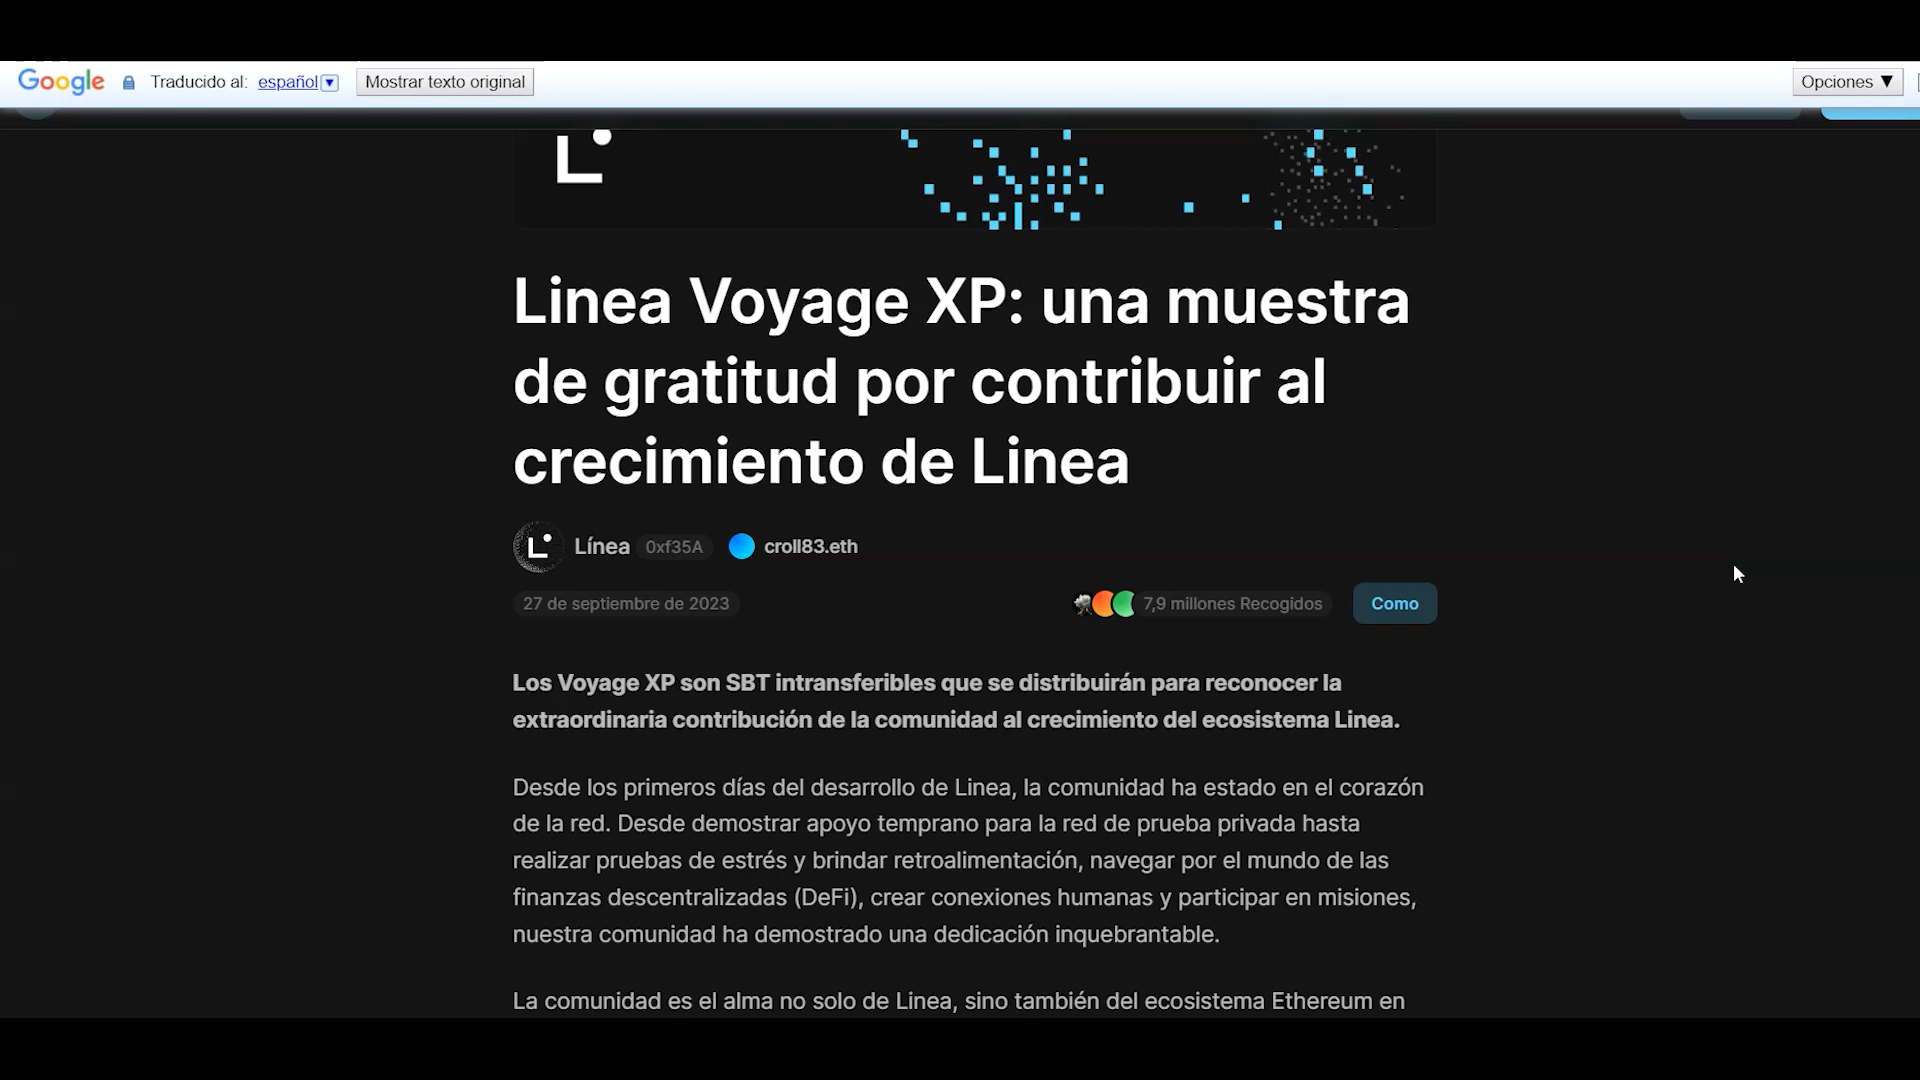 Google Traducido al: español Mostrar texto original Opciones ▼
Linea Voyage XP: una muestra
de gratitud por contribuir al
crecimiento de Linea
Línea 0xf35A croll83.eth
27 de septiembre de 2023 7,9 millones Recogidos Como
Los Voyage XP son SBT intransferibles que se distribuirán para reconocer la
extraordinaria contribución de la comunidad al crecimiento del ecosistema Linea.
Desde los primeros días del desarrollo de Linea, la comunidad ha estado en el corazón
de la red. Desde demostrar apoyo temprano para la red de prueba privada hasta
realizar pruebas de estrés y brindar retroalimentación, navegar por el mundo de las
finanzas descentralizadas (DeFi), crear conexiones humanas y participar en misiones,
nuestra comunidad ha demostrado una dedicación inquebrantable.
La comunidad es el alma no solo de Linea, sino también del ecosistema Ethereum en